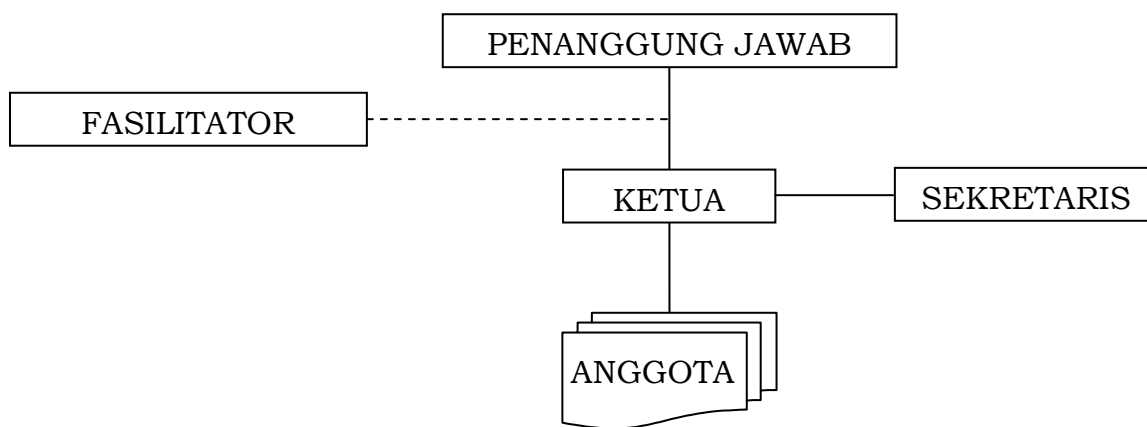 PENANGGUNG JAWAB
FASILITATOR
KETUA
SEKRETARIS
ANGGOTA